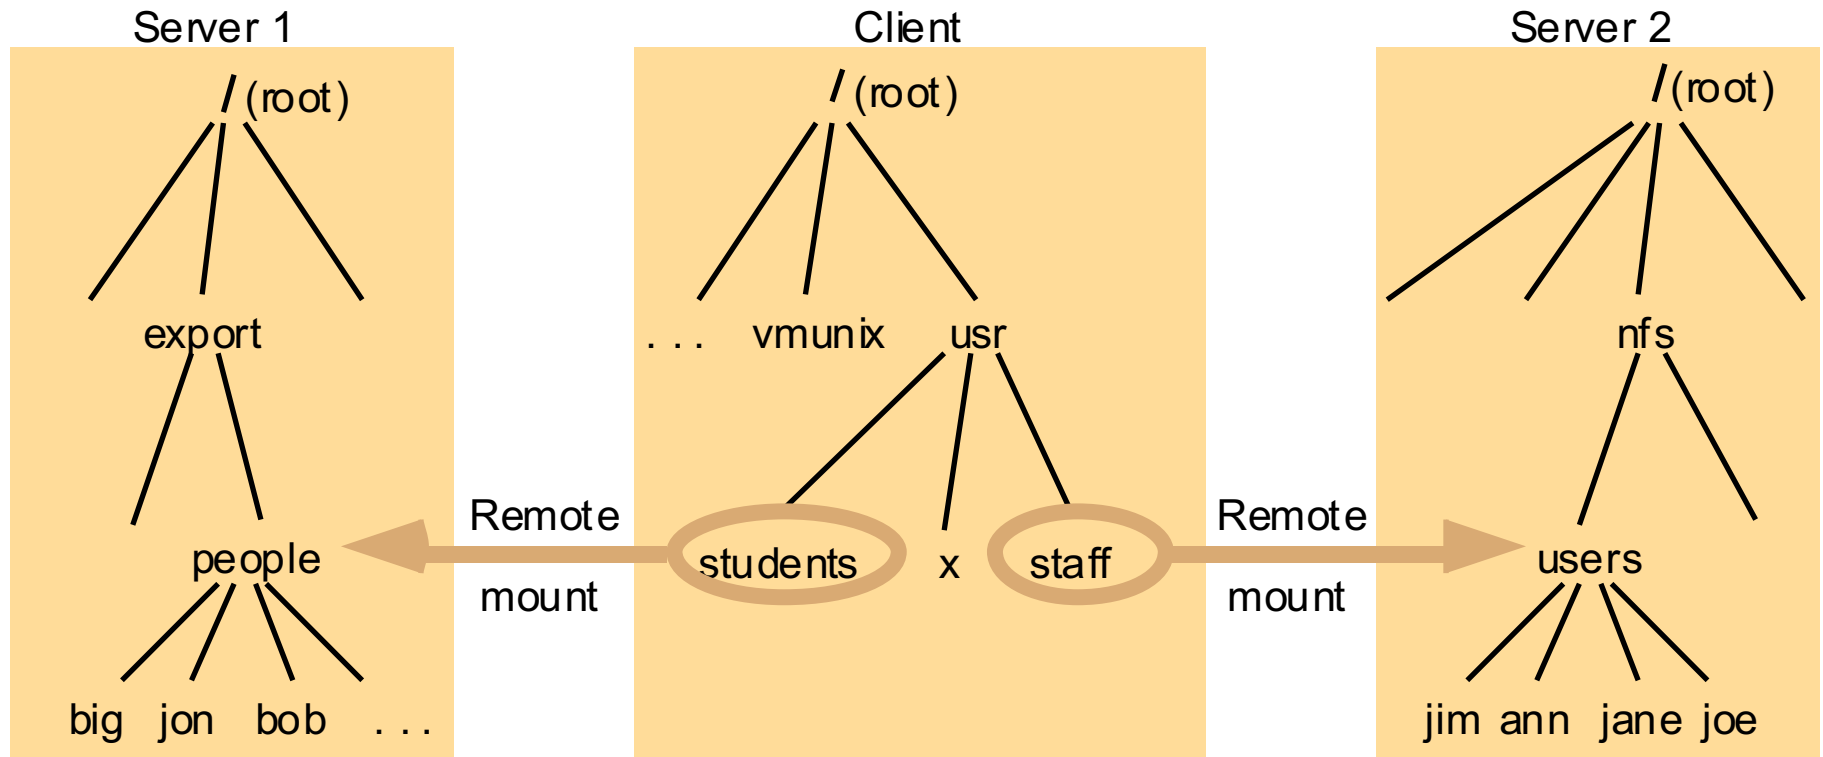 Server 1
Client
Server 2
/ (root)
/ (root)
/ (root)
export
. . .
vmunix
usr
nfs
Remote
mount
Remote
mount
people
students
x
staff
users
big
jon
bob
. . .
jim
ann
jane
joe